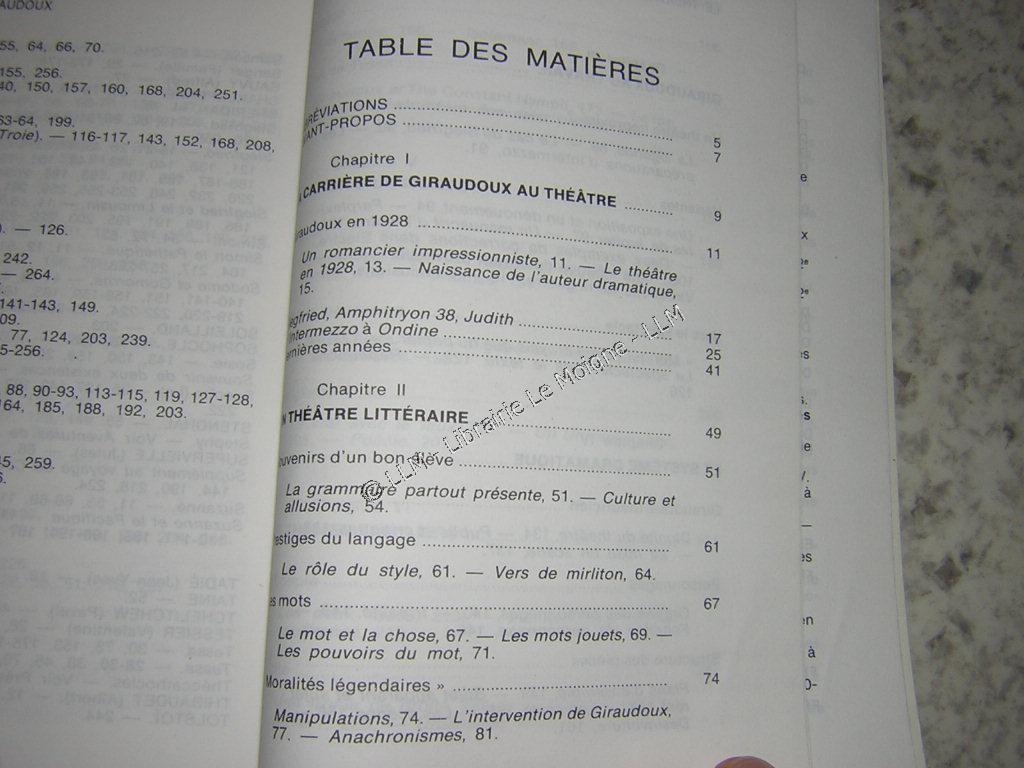 AUDOUX
55, 64, 66, 70.
155, 256.
40, 150, 157, 160, 168, 204, 251.
63-64, 199.
Troie). — 116-117, 143, 152, 168, 208,
). — 126.
242.
— 264.
141-143, 149.
09.
77, 124, 203, 239.
5-256.
88, 90-93, 113-115, 119, 127-128,
164, 185, 188, 192, 203.
45, 259.
TABLE DES MATIÈRES
RÉVIATIONS 5
ANT-PROPOS 7
Chapitre I
CARRIÈRE DE GIRAUDOUX AU THÉÂTRE 9
raudoux en 1928 11
Un romancier impressionniste, 11. — Le théâtre
en 1928, 13. — Naissance de l'auteur dramatique,
15.
egfried, Amphitryon 38, Judith 17
Intermezzo à Ondine 25
ernières années 41
Chapitre II
N THÉÂTRE LITTÉRAIRE 49
ouvenirs d'un bon élève 51
La grammaire partout présente, 51. — Culture et
allusions, 54.
estiges du langage 61
Le rôle du style, 61. — Vers de mirliton, 64.
es mots 67
Le mot et la chose, 67. — Les mots jouets, 69. —
Les pouvoirs du mot, 71.
Moralités légendaires » 74
Manipulations, 74. — L'intervention de Giraudoux,
77. — Anachronismes, 81.
© LLM - Librairie Le Moigne - LLM